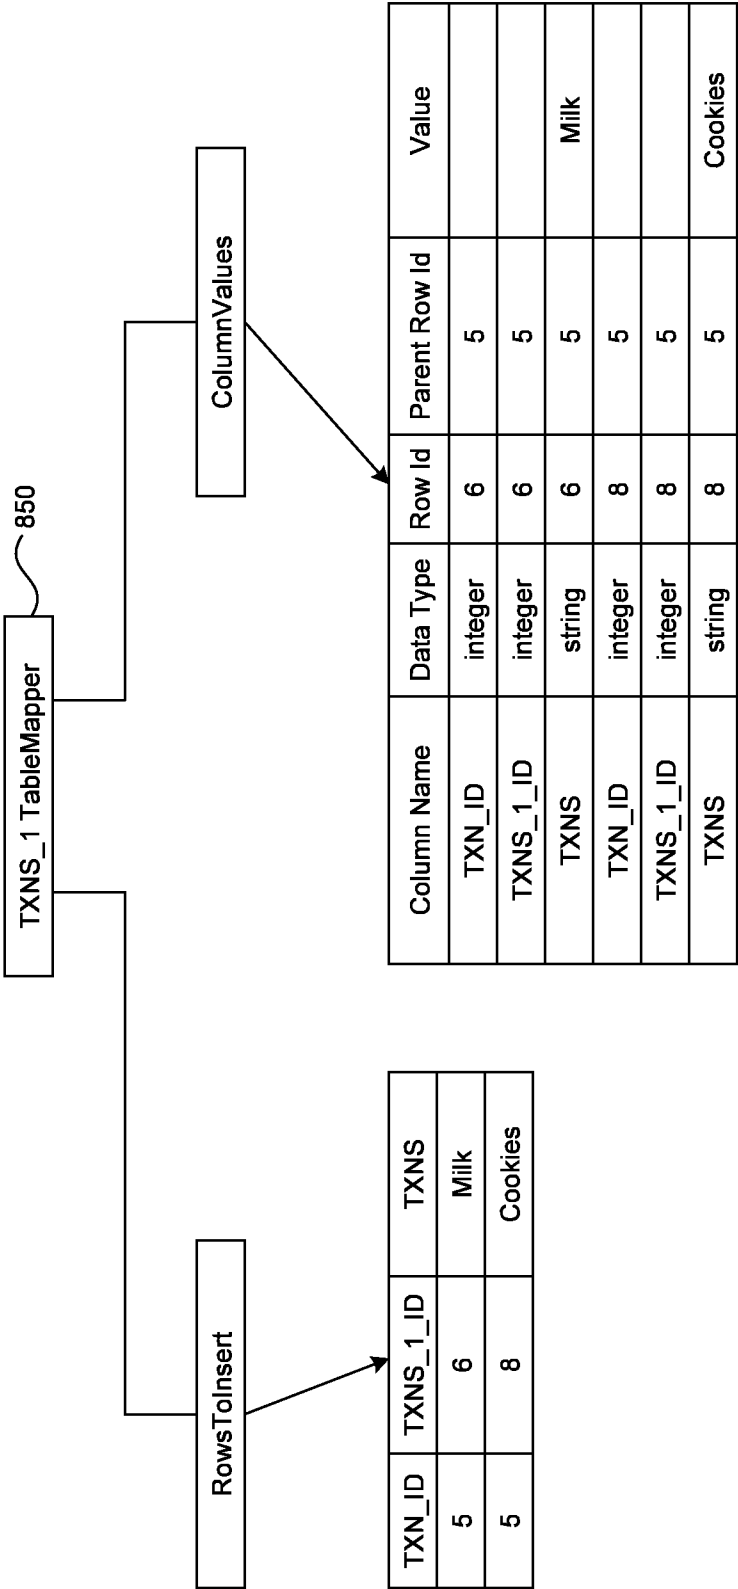 TXNS_1 TableMapper
850
RowsToInsert
ColumnValues
TXN_ID TXNS_1_ID TXNS
5 6 Milk
5 8 Cookies
Column Name Data Type Row Id Parent Row Id Value
TXN_ID integer 6 5
TXNS_1_ID integer 6 5
TXNS string 6 5 Milk
TXN_ID integer 8 5
TXNS_1_ID integer 8 5
TXNS string 8 5 Cookies